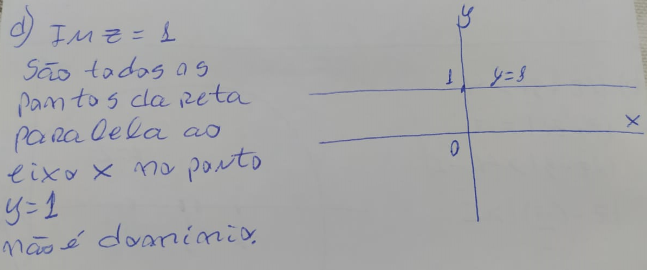 d) Im z = 1
São todos os
pontos da reta
paralela ao
eixo x no ponto
y=1
não é domínio.
y
1 y=1
x
0